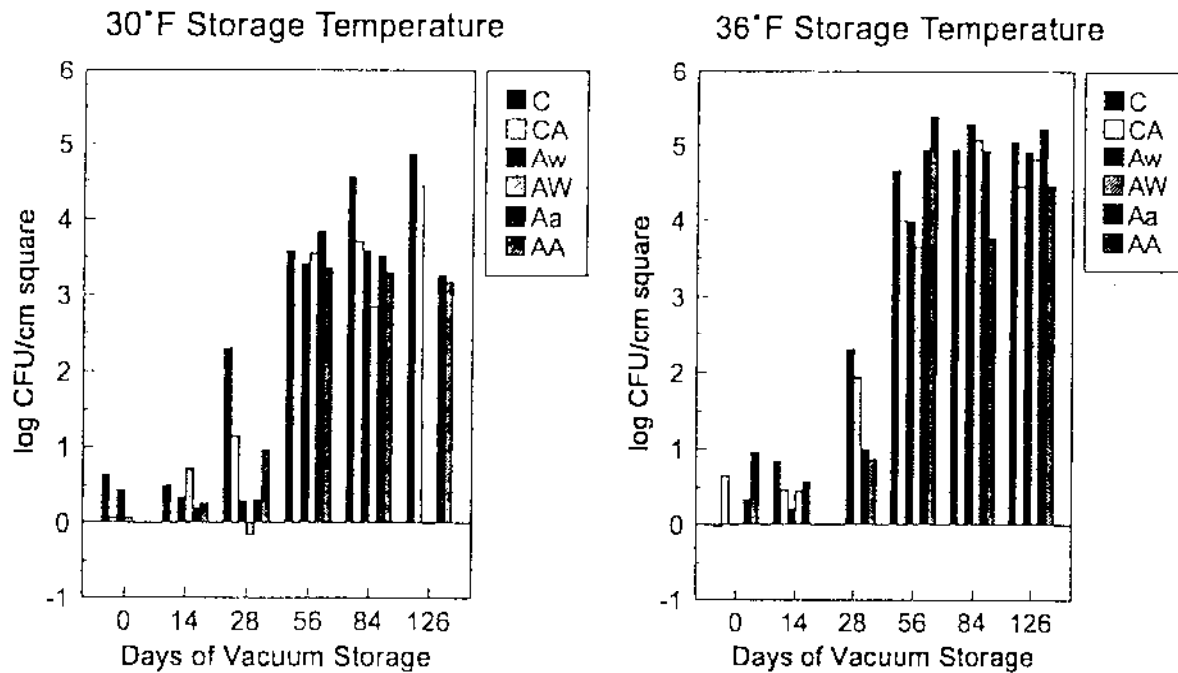 30°F Storage Temperature
6
5
4
3
2
1
0
-1
log CFU/cm square
C
CA
Aw
AW
Aa
AA
0 14 28 56 84 126
Days of Vacuum Storage
36°F Storage Temperature
6
5
4
3
2
1
0
-1
log CFU/cm square
C
CA
Aw
AW
Aa
AA
0 14 28 56 84 126
Days of Vacuum Storage